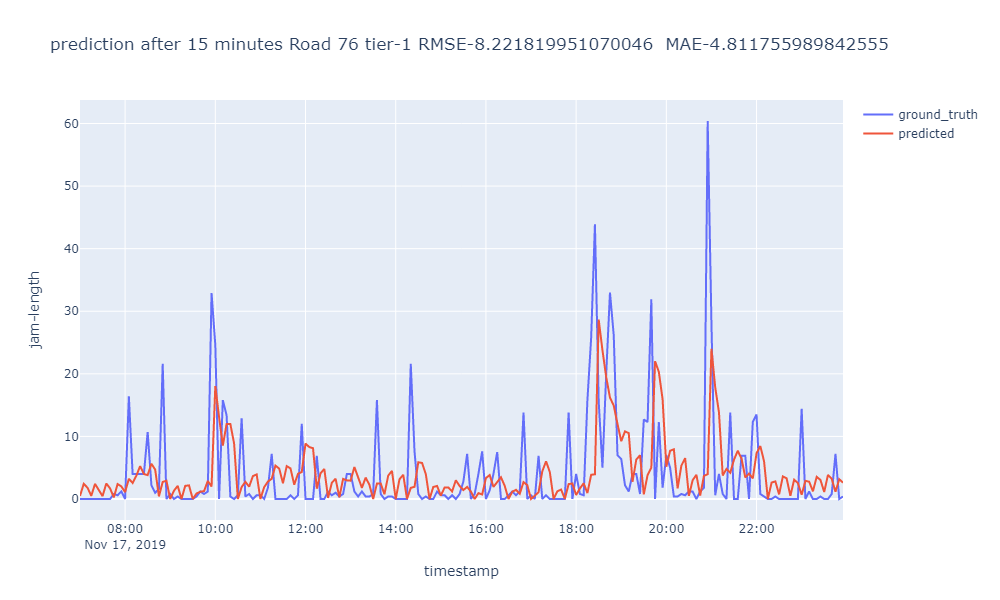 prediction after 15 minutes Road 76 tier-1 RMSE-8.221819951070046  MAE-4.811755989842555
ground_truth
predicted
60
50
40
30
20
10
0
jam-length
08:00 10:00 12:00 14:00 16:00 18:00 20:00 22:00
Nov 17, 2019
timestamp